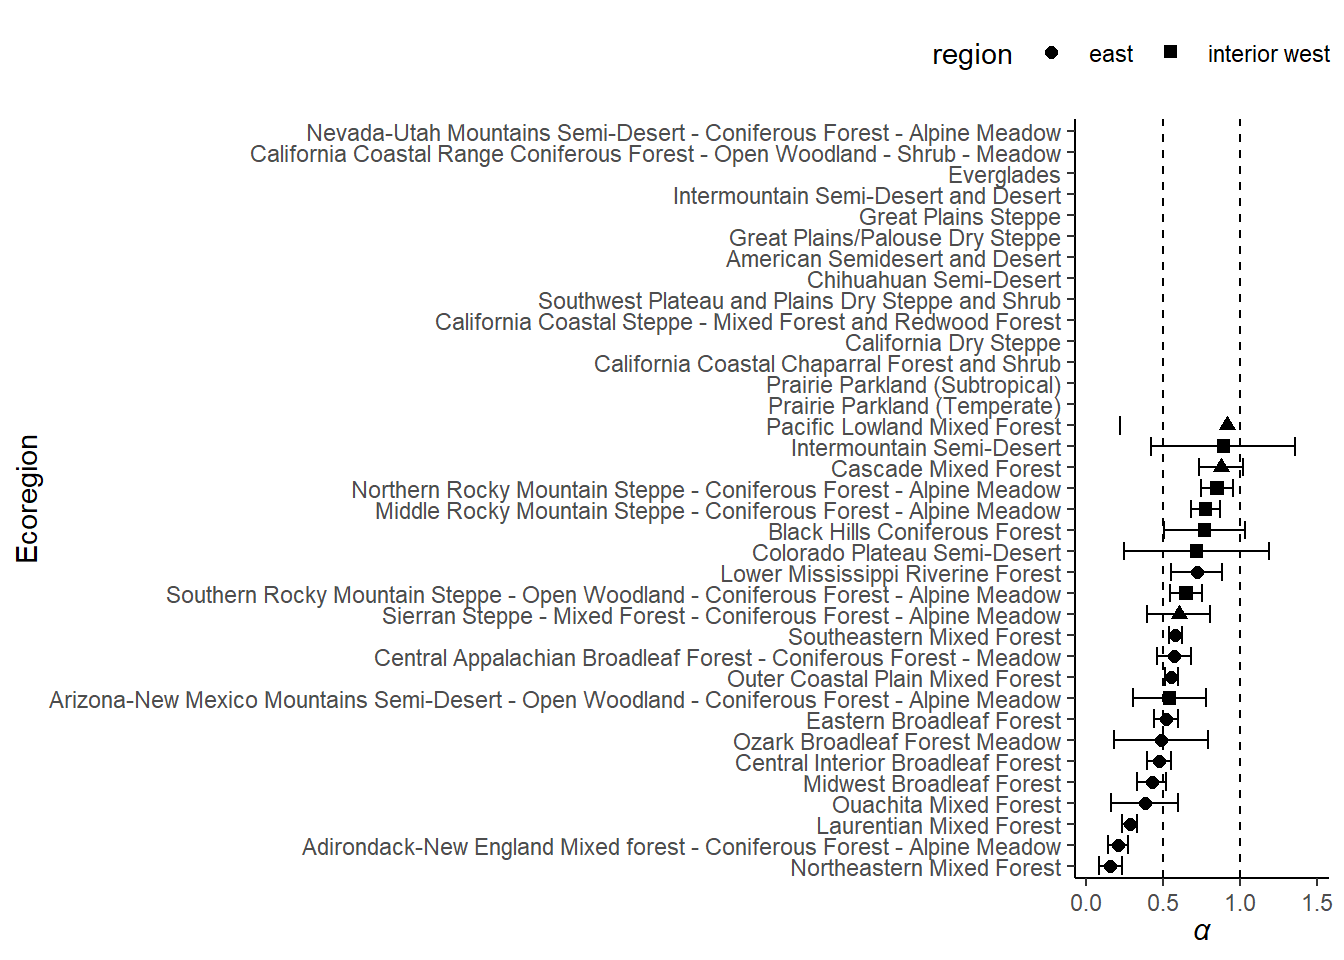 region east interior west
Nevada-Utah Mountains Semi-Desert - Coniferous Forest - Alpine Meadow
California Coastal Range Coniferous Forest - Open Woodland - Shrub - Meadow
Everglades
Intermountain Semi-Desert and Desert
Great Plains Steppe
Great Plains/Palouse Dry Steppe
American Semidesert and Desert
Chihuahuan Semi-Desert
Southwest Plateau and Plains Dry Steppe and Shrub
California Coastal Steppe - Mixed Forest and Redwood Forest
California Dry Steppe
California Coastal Chaparral Forest and Shrub
Prairie Parkland (Subtropical)
Prairie Parkland (Temperate)
Pacific Lowland Mixed Forest
Intermountain Semi-Desert
Cascade Mixed Forest
Northern Rocky Mountain Steppe - Coniferous Forest - Alpine Meadow
Middle Rocky Mountain Steppe - Coniferous Forest - Alpine Meadow
Black Hills Coniferous Forest
Colorado Plateau Semi-Desert
Lower Mississippi Riverine Forest
Southern Rocky Mountain Steppe - Open Woodland - Coniferous Forest - Alpine Meadow
Sierran Steppe - Mixed Forest - Coniferous Forest - Alpine Meadow
Southeastern Mixed Forest
Central Appalachian Broadleaf Forest - Coniferous Forest - Meadow
Outer Coastal Plain Mixed Forest
Arizona-New Mexico Mountains Semi-Desert - Open Woodland - Coniferous Forest - Alpine Meadow
Eastern Broadleaf Forest
Ozark Broadleaf Forest Meadow
Central Interior Broadleaf Forest
Midwest Broadleaf Forest
Ouachita Mixed Forest
Laurentian Mixed Forest
Adirondack-New England Mixed forest - Coniferous Forest - Alpine Meadow
Northeastern Mixed Forest
Ecoregion
0.0 0.5 1.0 1.5
α